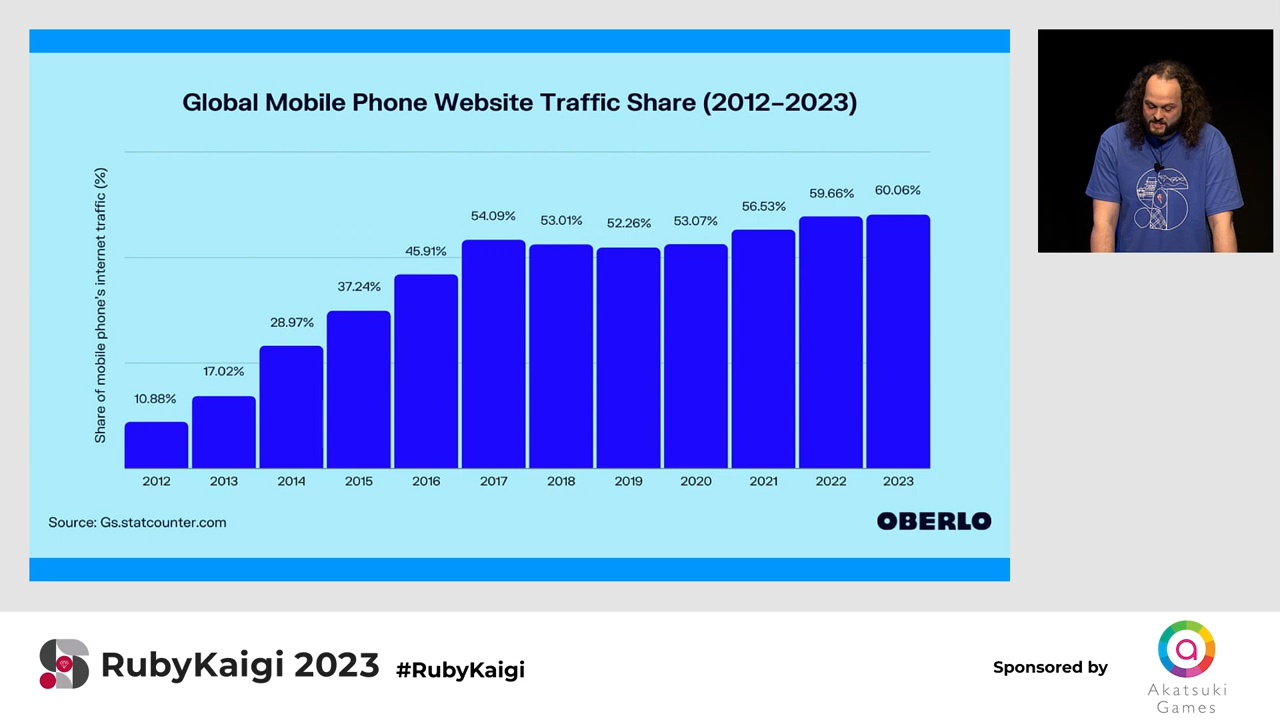 Global Mobile Phone Website Traffic Share (2012–2023)
Share of mobile phone's internet traffic (%)
10.88%
17.02%
28.97%
37.24%
45.91%
54.09%
53.01%
52.26%
53.07%
56.53%
59.66%
60.06%
2012 2013 2014 2015 2016 2017 2018 2019 2020 2021 2022 2023
Source: Gs.statcounter.com
OBERLO
RubyKaigi 2023 #RubyKaigi
Sponsored by
Akatsuki
Games